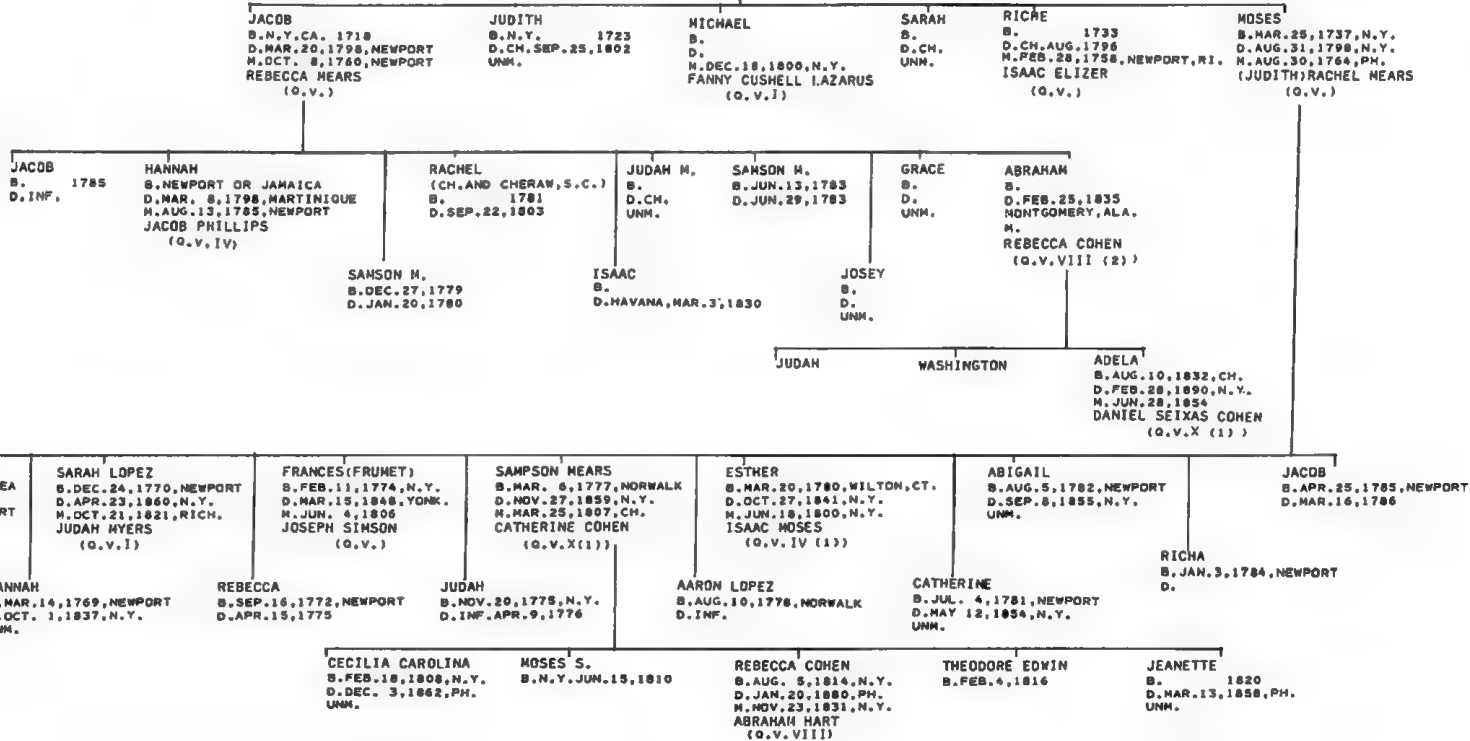 JACOB
B.N.Y.CA. 1718
D.MAR.20,1798,NEWPORT
M.OCT. 8,1760,NEWPORT
REBECCA MEARS
(Q.V.)
JUDITH
B.N.Y. 1723
D.CH.SEP.25,1802
UNM.
MICHAEL
B.
D.
M.DEC.18,1800,N.Y.
FANNY CUSHELL LAZARUS
(Q.V.I)
SARAH
B.
D.CH.
UNM.
RICHE
B. 1733
D.CH.AUG.1796
M.FEB.28,1758,NEWPORT,RI.
ISAAC ELIZER
(Q.V.)
MOSES
B.MAR.25,1737,N.Y.
D.AUG.31,1798,N.Y.
M.AUG.30,1764,PH.
(JUDITH)RACHEL MEARS
(Q.V.)
JACOB
B. 1785
D.INF.
HANNAH
B.NEWPORT OR JAMAICA
D.MAR. 8,1798,MARTINIQUE
M.AUG.13,1785,NEWPORT
JACOB PHILLIPS
(Q.V.IV)
RACHEL
(CH.AND CHERAW,S.C.)
B. 1781
D.SEP.22,1803
JUDAH M.
B.
D.CH.
UNM.
SAMSON M.
B.JUN.13,1783
D.JUN.29,1783
GRACE
B.
D.
UNM.
ABRAHAM
B.
D.FEB.25,1835
MONTGOMERY,ALA.
M.
REBECCA COHEN
(Q.V.VIII (2) )
SAMSON M.
B.DEC.27,1779
D.JAN.20,1780
ISAAC
B.
D.HAVANA,MAR.3,1830
JOSEY
B.
D.
UNM.
JUDAH
WASHINGTON
ADELA
B.AUG.10,1832,CH.
D.FEB.28,1890,N.Y.
M.JUN.28,1854
DANIEL SEIXAS COHEN
(Q.V.X (1) )
EA
RT
SARAH LOPEZ
B.DEC.24,1770,NEWPORT
D.APR.23,1860,N.Y.
M.OCT.21,1821,RICH.
JUDAH MYERS
(Q.V.I)
FRANCES(FRUMET)
B.FEB.11,1774,N.Y.
D.MAR.15,1848,YONK.
M.JUN. 4,1806
JOSEPH SIMSON
(Q.V.)
SAMPSON MEARS
B.MAR. 6,1777,NORWALK
D.NOV.27,1859,N.Y.
M.MAR.25,1807,CH.
CATHERINE COHEN
(Q.V.X(1))
ESTHER
B.MAR.20,1780,WILTON,CT.
D.OCT.27,1841,N.Y.
M.JUN.18,1800,N.Y.
ISAAC MOSES
(Q.V.IV (1))
ABIGAIL
B.AUG.5,1782,NEWPORT
D.SEP.8,1855,N.Y.
UNM.
JACOB
B.APR.25,1785,NEWPORT
D.MAR.16,1786
ANNAH
.MAR.14,1769,NEWPORT
.OCT. 1,1837,N.Y.
NM.
REBECCA
B.SEP.16,1772,NEWPORT
D.APR.15,1775
JUDAH
B.NOV.20,1775,N.Y.
D.INF.APR.9,1776
AARON LOPEZ
B.AUG.10,1778,NORWALK
D.INF.
CATHERINE
B.JUL. 4,1781,NEWPORT
D.MAY 12,1854,N.Y.
UNM.
RICHA
B.JAN.3,1784,NEWPORT
D.
CECILIA CAROLINA
B.FEB.18,1808,N.Y.
D.DEC. 3,1862,PH.
UNM.
MOSES S.
B.N.Y.JUN.15,1810
REBECCA COHEN
B.AUG. 5,1814,N.Y.
D.JAN.20,1880,PH.
M.NOV.23,1831,N.Y.
ABRAHAM HART
(Q.V.VIII)
THEODORE EDWIN
B.FEB.4,1816
JEANETTE
B. 1820
D.MAR.13,1858,PH.
UNM.